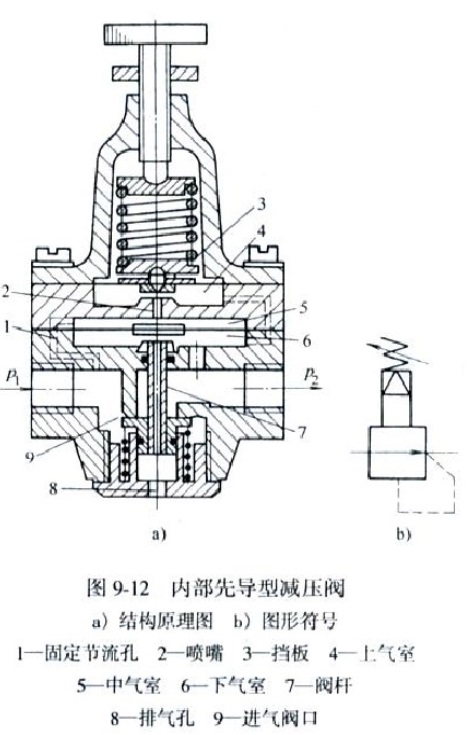 3
4
2
5
1
6
p1
p2
9
7
8
a)
b)
图 9-12 内部先导型减压阀
a) 结构原理图 b) 图形符号
1—固定节流孔 2—喷嘴 3—挡板 4—上气室
5—中气室 6—下气室 7—阀杆
8—排气孔 9—进气阀口